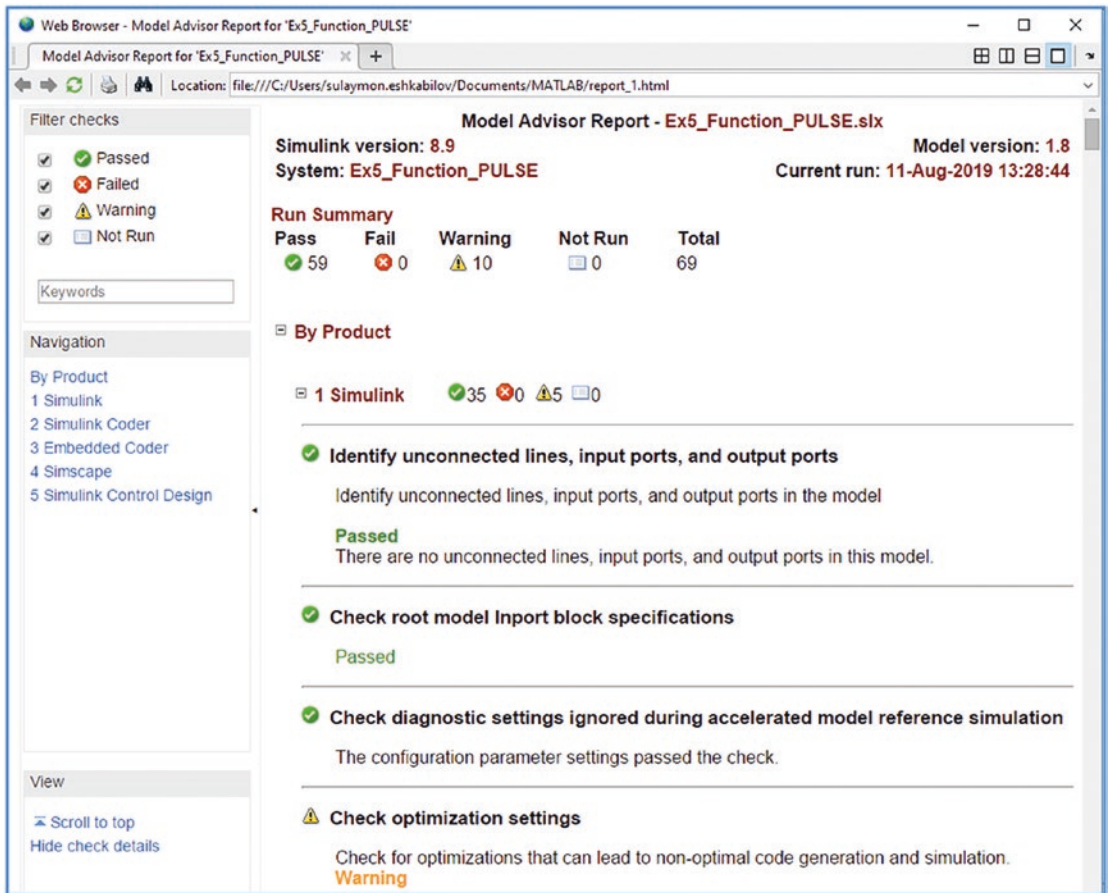 Web Browser - Model Advisor Report for 'Ex5_Function_PULSE'
Model Advisor Report for 'Ex5_Function_PULSE'
Location: file:///C:/Users/sulaymon.eshkabilov/Documents/MATLAB/report_1.html
Filter checks
Passed
Failed
Warning
Not Run
Keywords
Navigation
By Product
1 Simulink
2 Simulink Coder
3 Embedded Coder
4 Simscape
5 Simulink Control Design
View
Scroll to top
Hide check details
Model Advisor Report - Ex5_Function_PULSE.slx
Simulink version: 8.9 Model version: 1.8
System: Ex5_Function_PULSE Current run: 11-Aug-2019 13:28:44
Run Summary
Pass Fail Warning Not Run Total
59 0 10 0 69
By Product
1 Simulink 35 0 5 0
Identify unconnected lines, input ports, and output ports
Identify unconnected lines, input ports, and output ports in the model
Passed
There are no unconnected lines, input ports, and output ports in this model.
Check root model Inport block specifications
Passed
Check diagnostic settings ignored during accelerated model reference simulation
The configuration parameter settings passed the check.
Check optimization settings
Check for optimizations that can lead to non-optimal code generation and simulation.
Warning